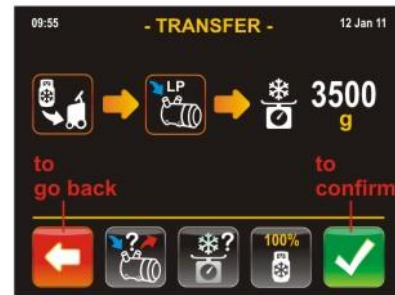 09:55
- TRANSFER -
12 Jan 11
LP
3500
g
to
go back
to
confirm
?
?
100%